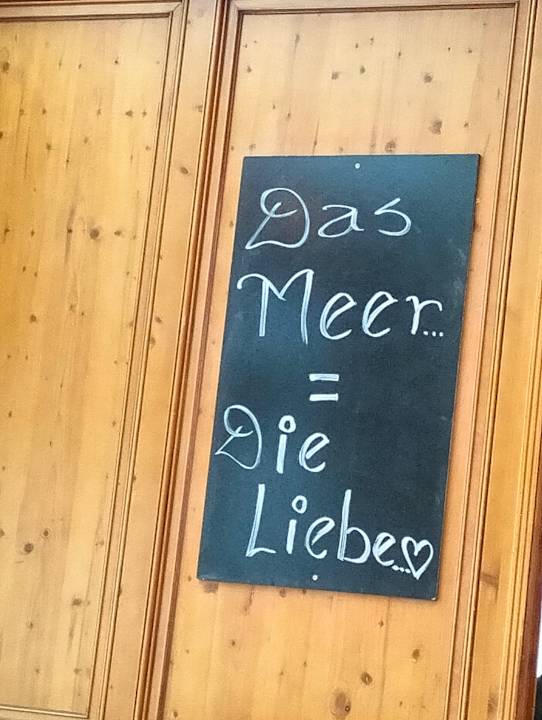 Das
Meer...
=
Die
Liebe...♡